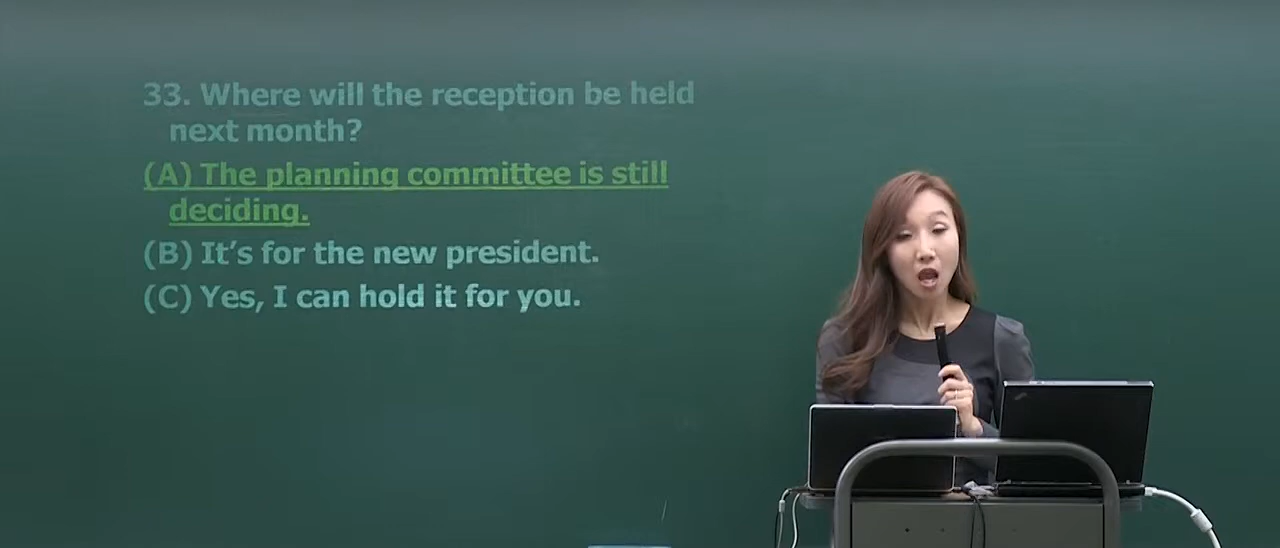 33. Where will the reception be held
next month?
(A) The planning committee is still
deciding.
(B) It’s for the new president.
(C) Yes, I can hold it for you.